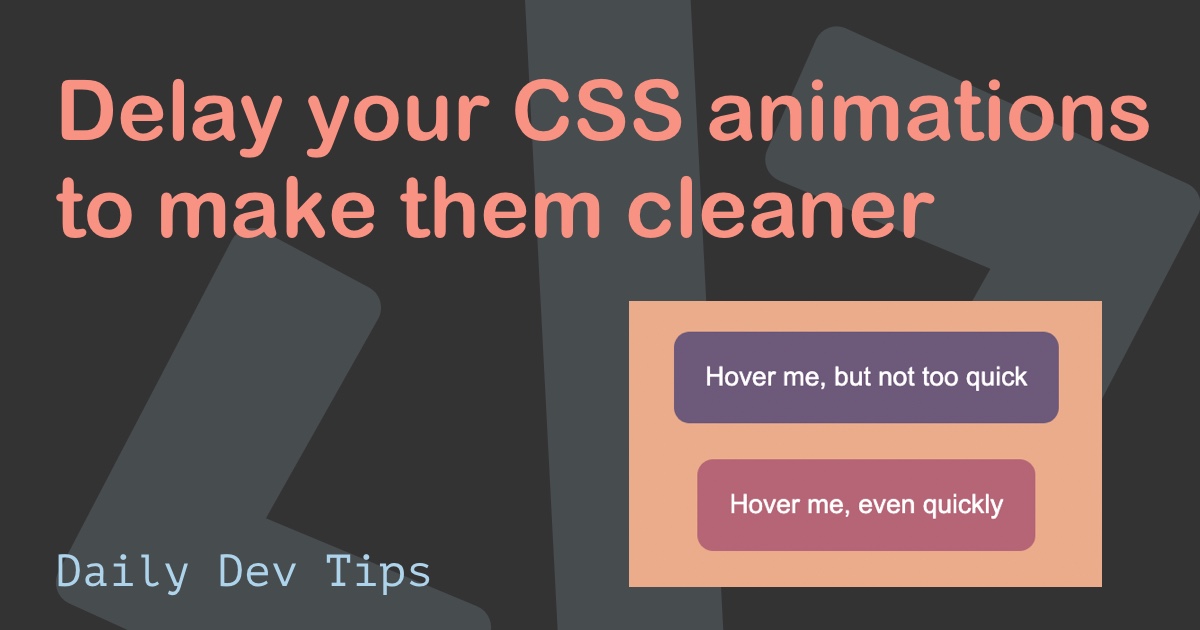 Delay your CSS animations
to make them cleaner
Hover me, but not too quick
Hover me, even quickly
Daily Dev Tips